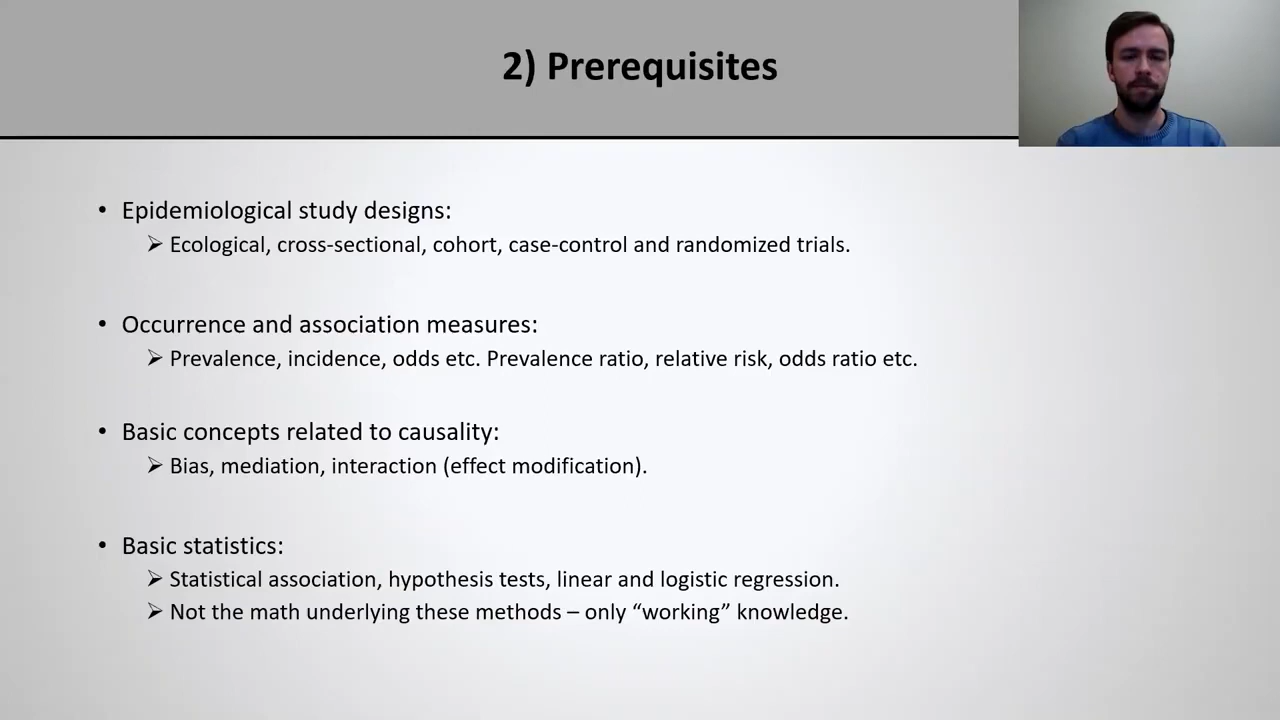 2) Prerequisites
• Epidemiological study designs:
➢ Ecological, cross-sectional, cohort, case-control and randomized trials.
• Occurrence and association measures:
➢ Prevalence, incidence, odds etc. Prevalence ratio, relative risk, odds ratio etc.
• Basic concepts related to causality:
➢ Bias, mediation, interaction (effect modification).
• Basic statistics:
➢ Statistical association, hypothesis tests, linear and logistic regression.
➢ Not the math underlying these methods – only “working” knowledge.